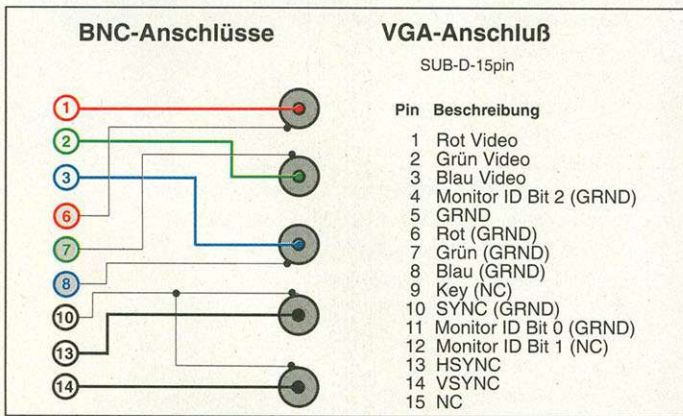 BNC-Anschlüsse
1
2
3
6
7
8
10
13
14
VGA-Anschluß
SUB-D-15pin
Pin Beschreibung
1 Rot Video
2 Grün Video
3 Blau Video
4 Monitor ID Bit 2 (GRND)
5 GRND
6 Rot (GRND)
7 Grün (GRND)
8 Blau (GRND)
9 Key (NC)
10 SYNC (GRND)
11 Monitor ID Bit 0 (GRND)
12 Monitor ID Bit 1 (NC)
13 HSYNC
14 VSYNC
15 NC